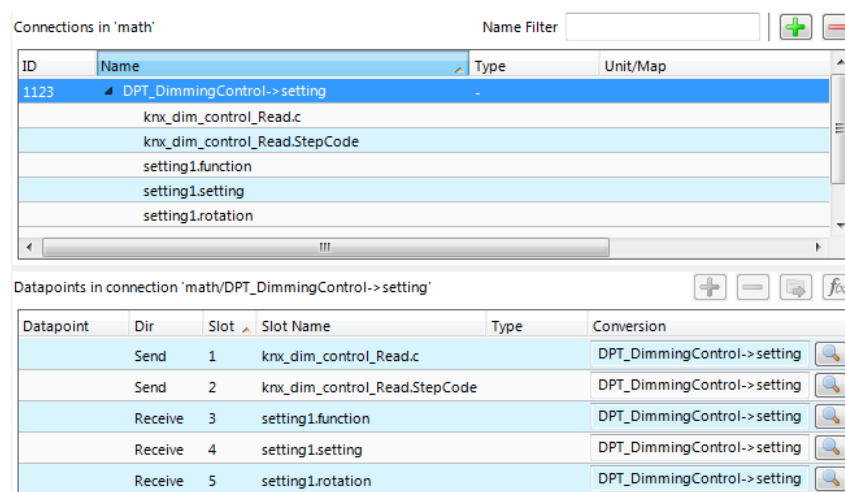 Connections in 'math' Name Filter
ID Name Type Unit/Map
1123 DPT_DimmingControl->setting -
knx_dim_control_Read.c
knx_dim_control_Read.StepCode
setting1.function
setting1.setting
setting1.rotation
Datapoints in connection 'math/DPT_DimmingControl->setting'
Datapoint Dir Slot Slot Name Type Conversion
Send 1 knx_dim_control_Read.c DPT_DimmingControl->setting
Send 2 knx_dim_control_Read.StepCode DPT_DimmingControl->setting
Receive 3 setting1.function DPT_DimmingControl->setting
Receive 4 setting1.setting DPT_DimmingControl->setting
Receive 5 setting1.rotation DPT_DimmingControl->setting